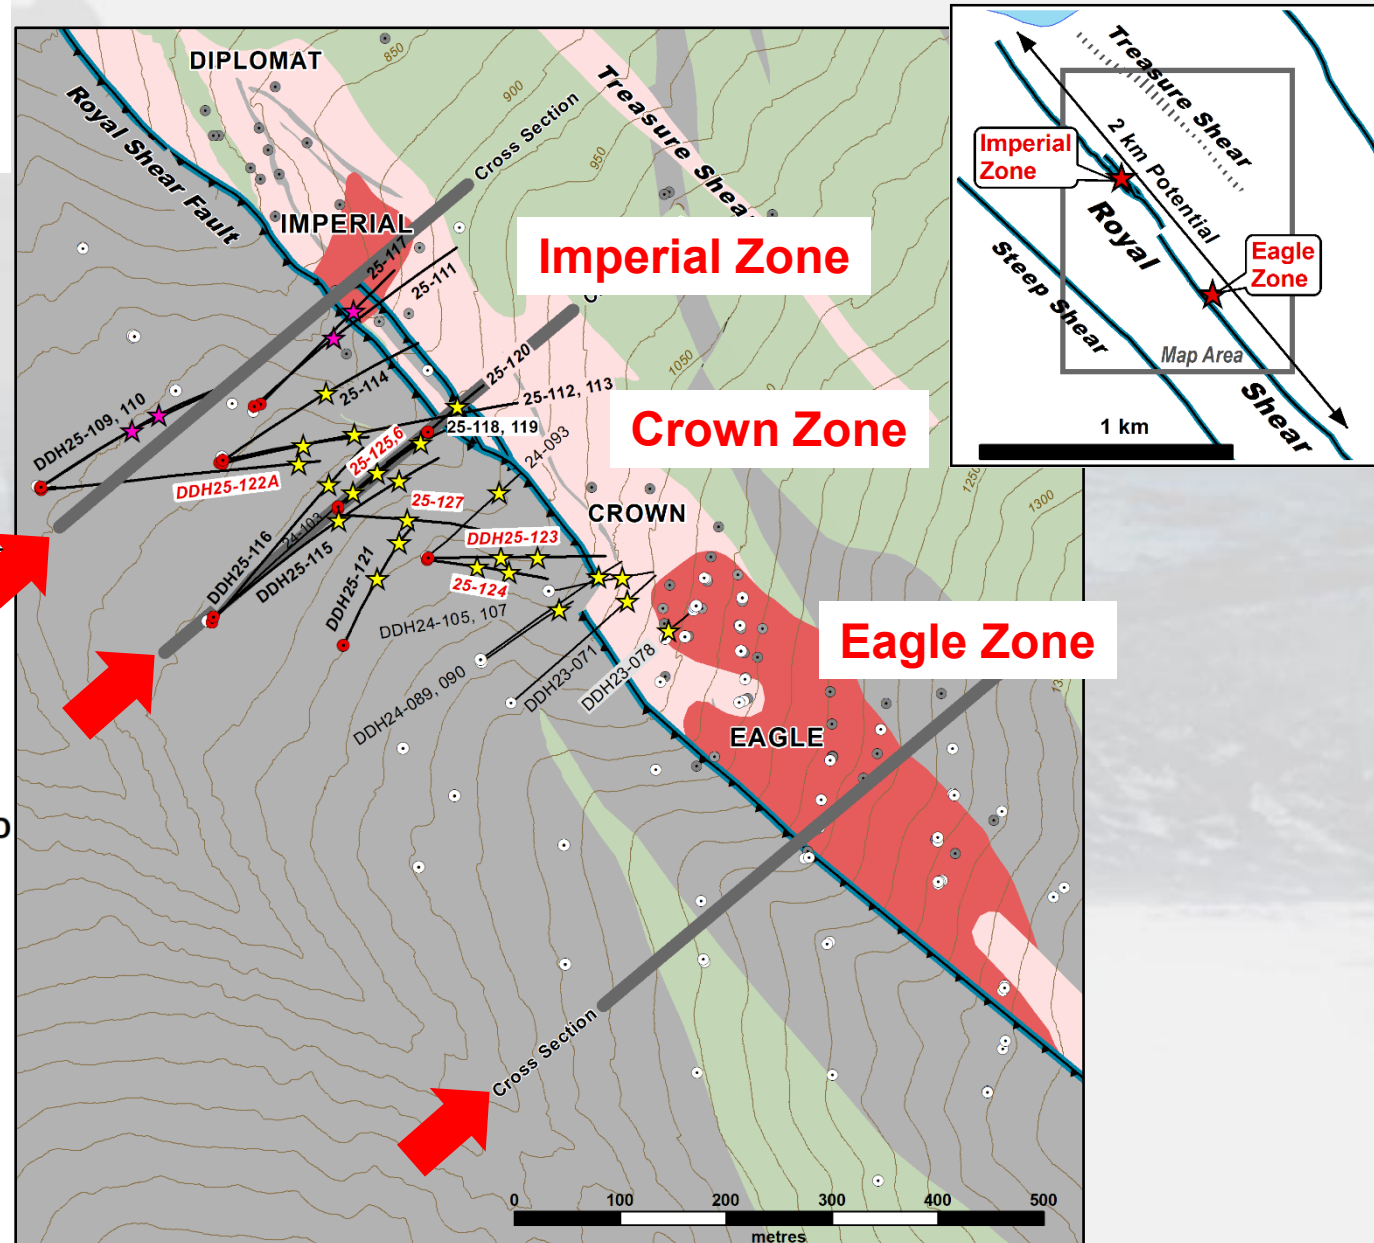 DIPLOMAT
850
900
950
Cross Section
Treasure Shear
Royal Shear Fault
IMPERIAL
25-117
25-111
Imperial Zone
Treasure Shear
2 km Potential
Imperial
Zone
Royal
Eagle
Zone
Steep Shear
Map Area
Shear
1 km
1050
25-120
25-114
25-112, 113
DDH25-109, 110
25-118, 119
Crown Zone
25-125,6
24-093
DDH25-122A
25-127
CROWN
1250
1300
24-103
DDH25-116
DDH25-115
DDH25-123
DDH25-121
25-124
DDH24-105, 107
Eagle Zone
DDH24-089, 090
DDH23-071
DDH23-078
EAGLE
Cross Section
0 100 200 300 400 500
metres